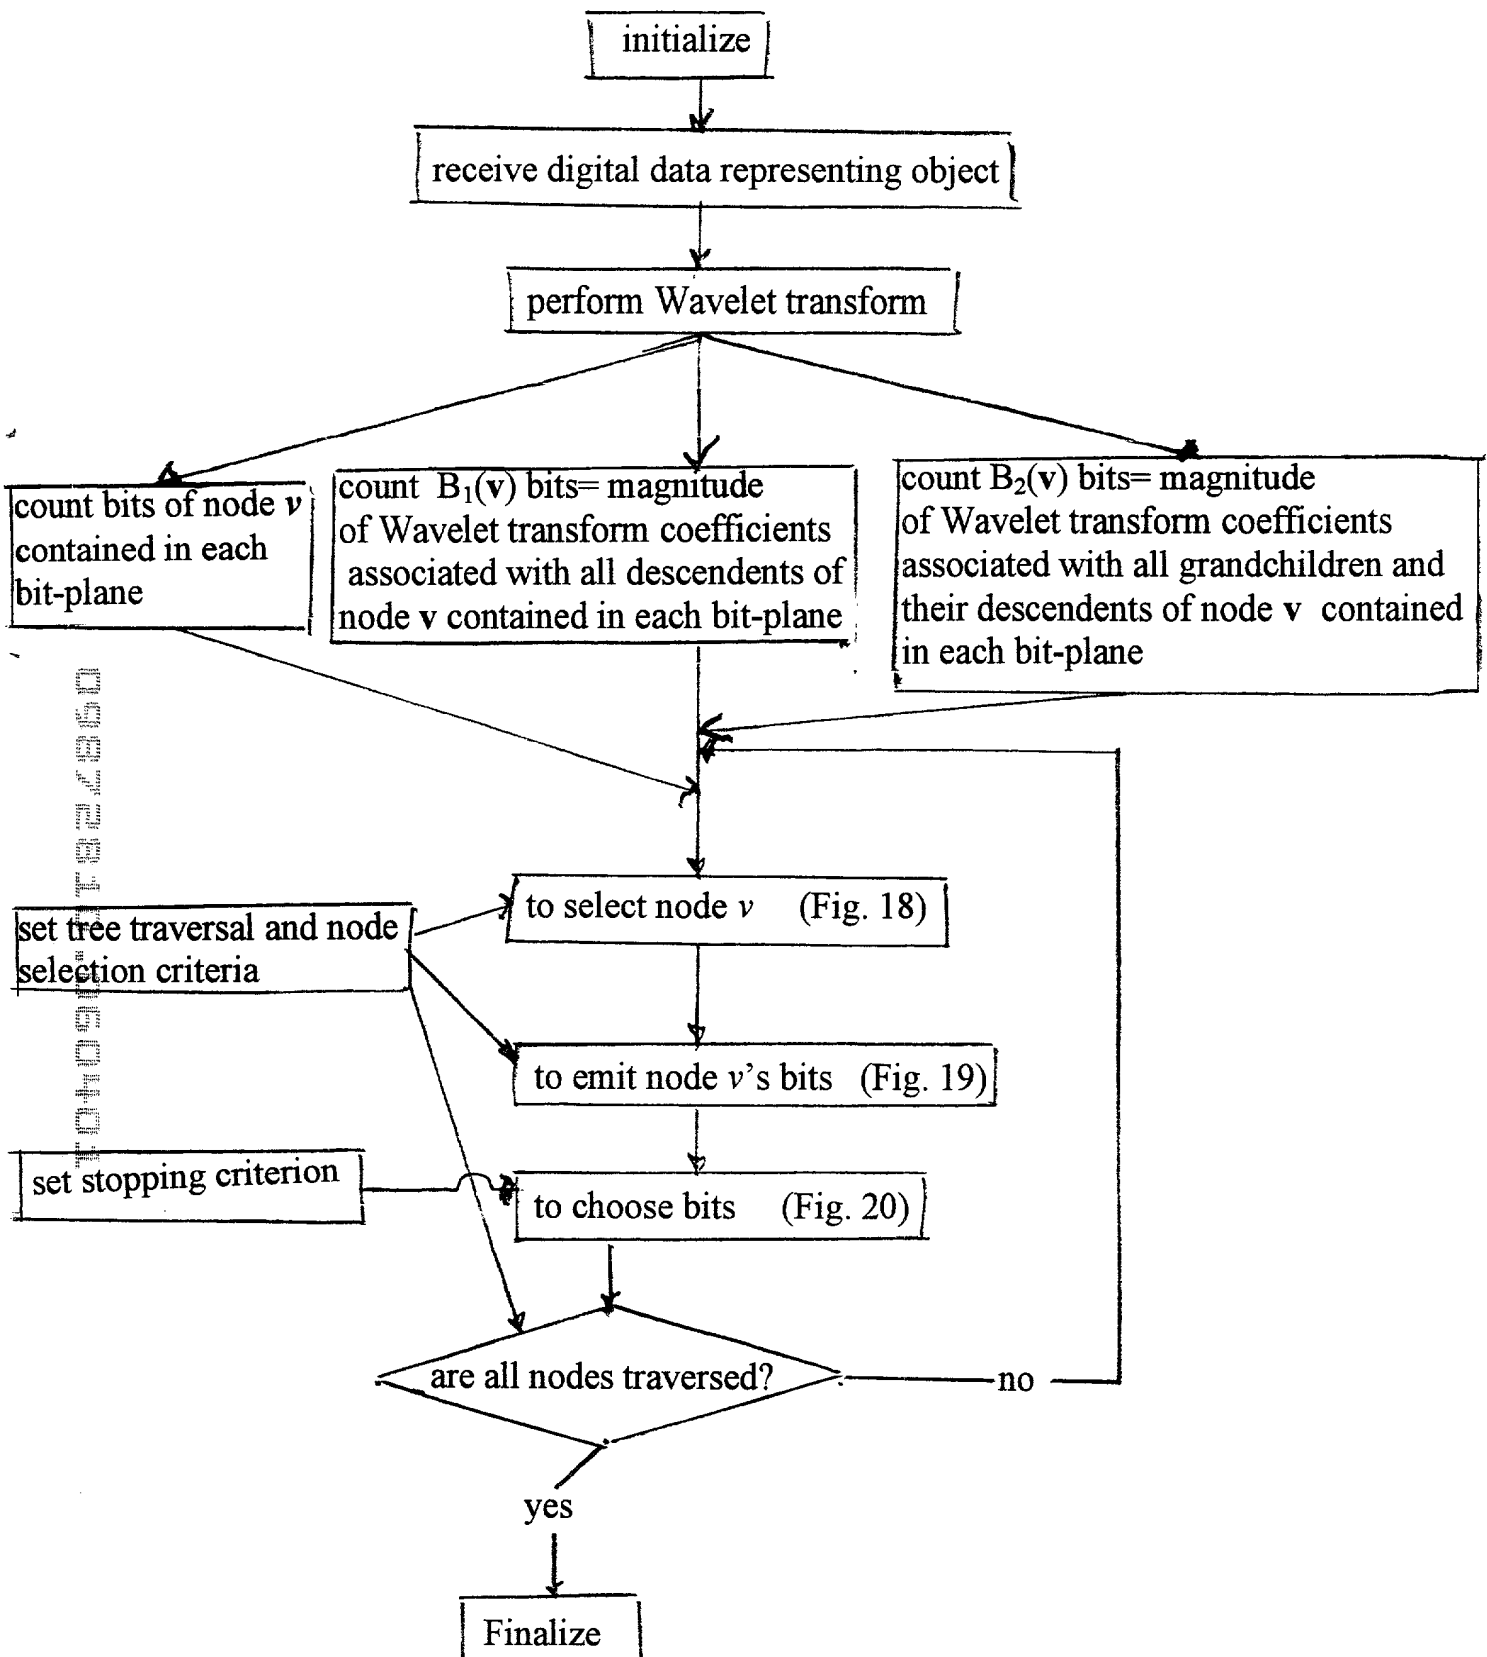 initialize
receive digital data representing object
perform Wavelet transform
count bits of node v
contained in each
bit-plane
count B₁(v) bits= magnitude
of Wavelet transform coefficients
associated with all descendents of
node v contained in each bit-plane
count B₂(v) bits= magnitude
of Wavelet transform coefficients
associated with all grandchildren and
their descendents of node v contained
in each bit-plane
to select node v (Fig. 18)
set tree traversal and node
selection criteria
to emit node v's bits (Fig. 19)
set stopping criterion
to choose bits (Fig. 20)
are all nodes traversed?
no
yes
Finalize